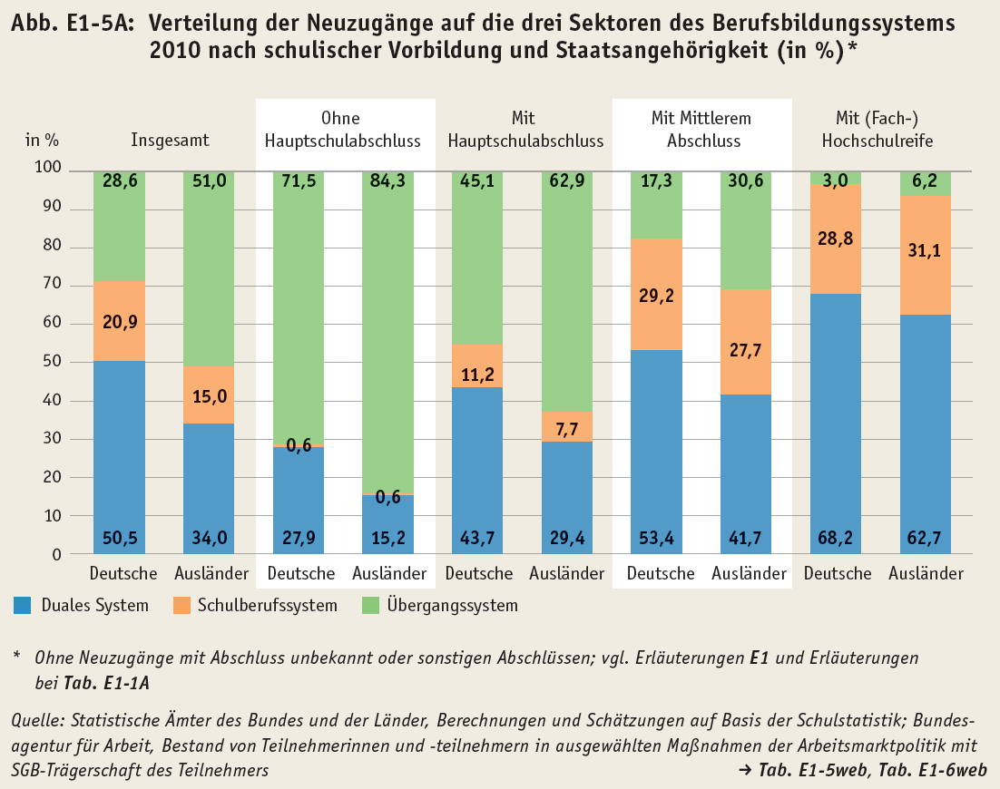 Abb. E1-5A: Verteilung der Neuzugänge auf die drei Sektoren des Berufsbildungssystems
2010 nach schulischer Vorbildung und Staatsangehörigkeit (in %)*
in %
Insgesamt
Ohne
Hauptschulabschluss
Mit
Hauptschulabschluss
Mit Mittlerem
Abschluss
Mit (Fach-)
Hochschulreife
100
90
80
70
60
50
40
30
20
10
0
28,6
20,9
50,5
51,0
15,0
34,0
71,5
0,6
27,9
84,3
0,6
15,2
45,1
11,2
43,7
62,9
7,7
29,4
17,3
29,2
53,4
30,6
27,7
41,7
3,0
28,8
68,2
6,2
31,1
62,7
Deutsche Ausländer Deutsche Ausländer Deutsche Ausländer Deutsche Ausländer Deutsche Ausländer
Duales System Schulberufssystem Übergangssystem
* Ohne Neuzugänge mit Abschluss unbekannt oder sonstigen Abschlüssen; vgl. Erläuterungen E1 und Erläuterungen
bei Tab. E1-1A
Quelle: Statistische Ämter des Bundes und der Länder, Berechnungen und Schätzungen auf Basis der Schulstatistik; Bundes-
agentur für Arbeit, Bestand von Teilnehmerinnen und -teilnehmern in ausgewählten Maßnahmen der Arbeitsmarktpolitik mit
SGB-Trägerschaft des Teilnehmers
→ Tab. E1-5web, Tab. E1-6web